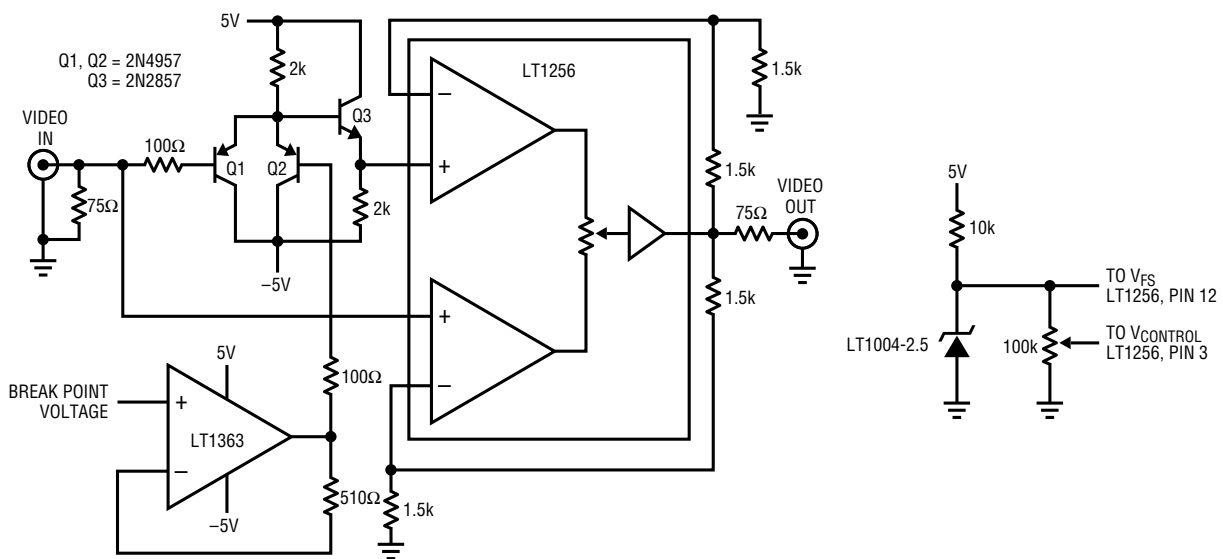 5V
Q1, Q2 = 2N4957
Q3 = 2N2857
2k
LT1256
1.5k
Q3
VIDEO
IN
100Ω
Q1
Q2
−
+
75Ω
2k
1.5k
75Ω
VIDEO
OUT
−5V
1.5k
5V
10k
TO VFS
LT1256, PIN 12
LT1004-2.5
100k
TO VCONTROL
LT1256, PIN 3
+
−
5V
100Ω
BREAK POINT
VOLTAGE
+
LT1363
−
−5V
510Ω
1.5k